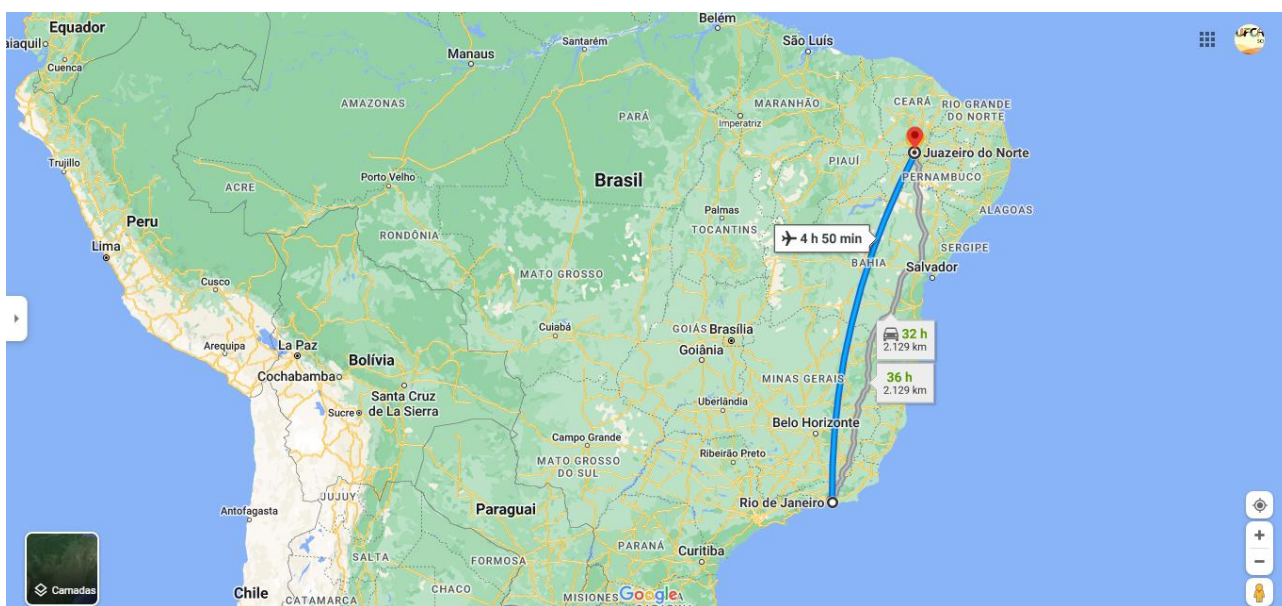 Equador
Belém
aiaquil
Cuenca
Manaus
Santarém
São Luís
UFCA
AMAZONAS
MARANHÃO
CEARÁ
RIO GRANDE
DO NORTE
PARÁ
Imperatriz
Juazeiro do Norte
Trujillo
Porto Velho
Brasil
PIAUÍ
PERNAMBUCO
ACRE
Peru
Palmas
TOCANTINS
ALAGOAS
Lima
RONDÔNIA
4 h 50 min
SERGIPE
MATO GROSSO
BAHIA
Salvador
Cusco
Cuiabá
GOIÁS
Brasília
32 h
2.129 km
Arequipa
La Paz
Bolívia
Goiânia
Cochabamba
MINAS GERAIS
36 h
2.129 km
Santa Cruz
de La Sierra
Sucre
Uberlândia
Belo Horizonte
Campo Grande
MATO GROSSO
DO SUL
Ribeirão Preto
JUJUY
Rio de Janeiro
Antofagasta
Paraguai
SALTA
FORMOSA
PARANÁ
Curitiba
Camadas
Chile
CATAMARCA
CHACO
MISIONES
Google